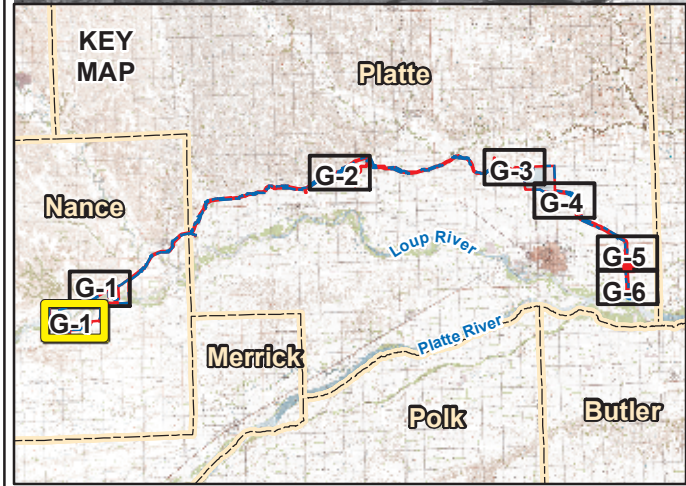 KEY
MAP
Platte
G-2
G-3
Nance
G-4
Loup River
G-5
G-1
G-6
G-1
Platte River
Merrick
Polk
Butler